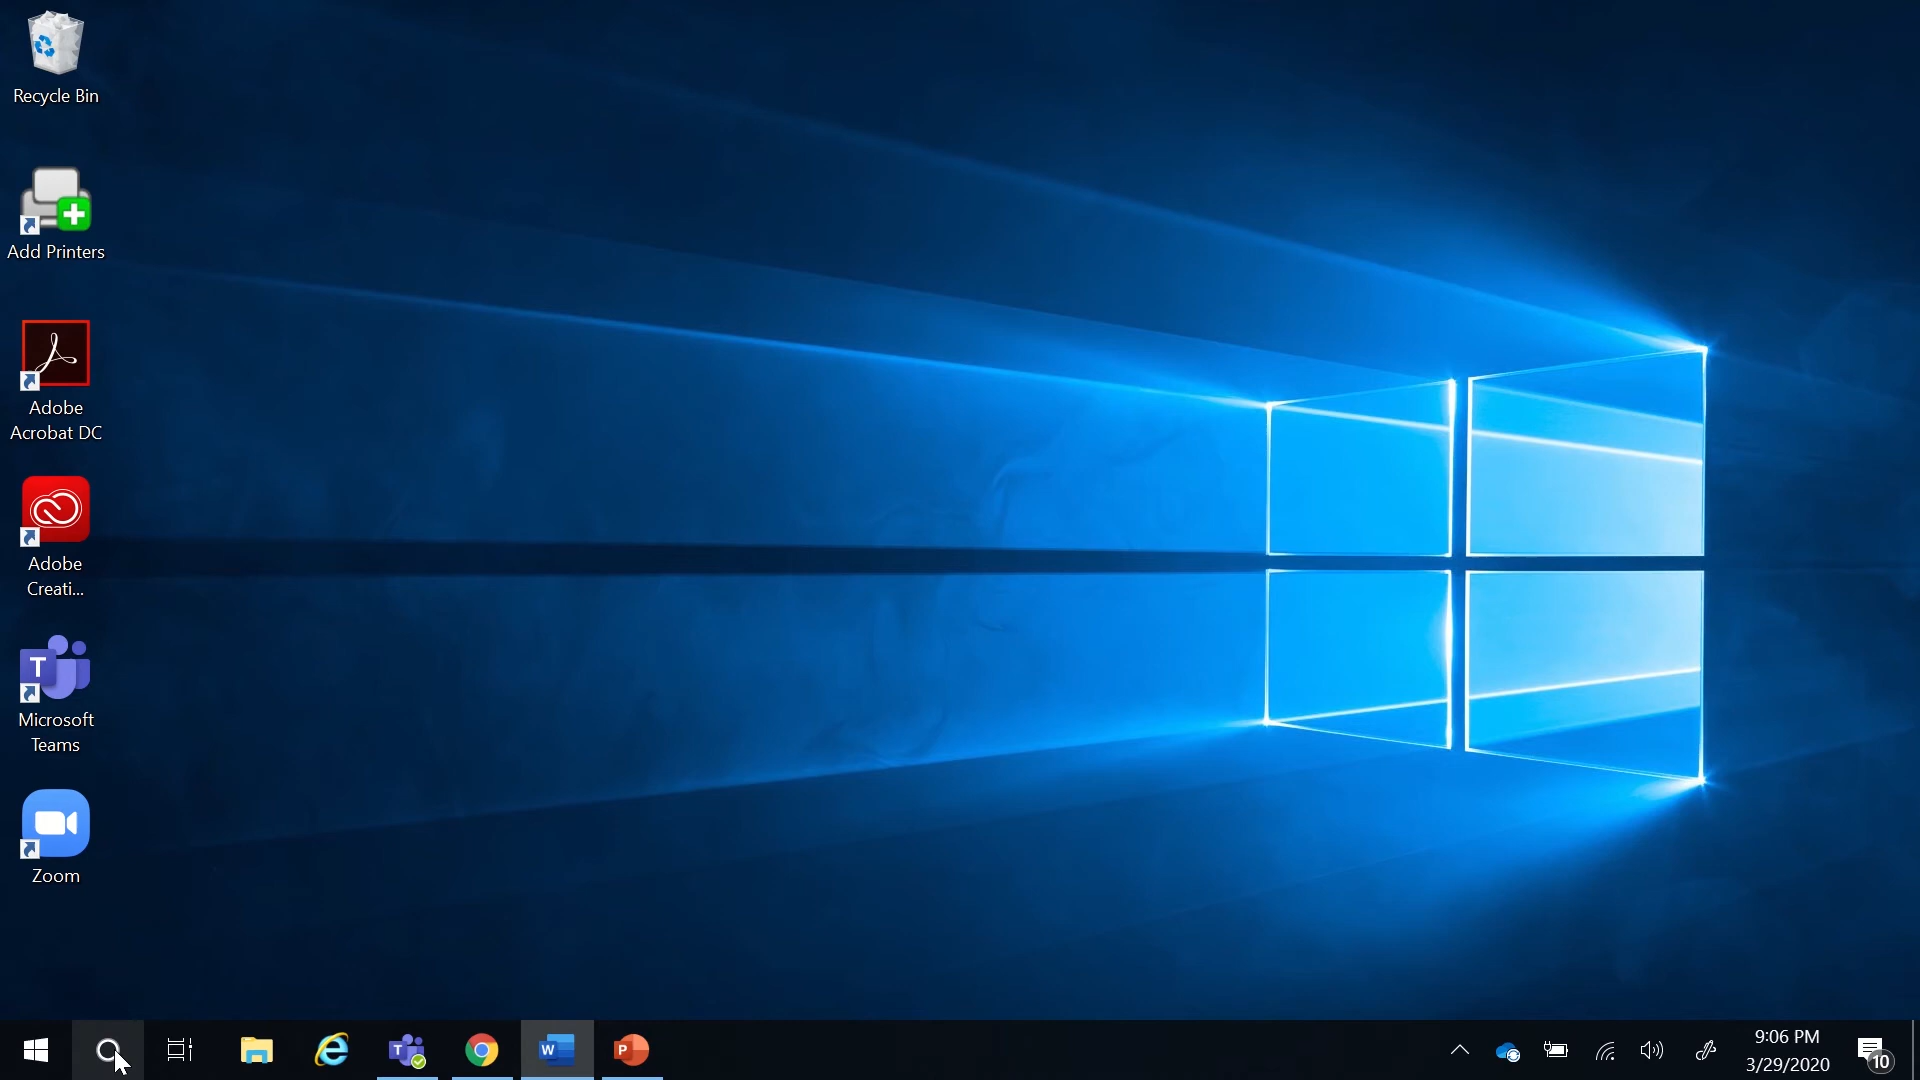 Recycle Bin
Add Printers
Adobe
Acrobat DC
Adobe
Creati...
T
Microsoft
Teams
Zoom
T
W
P
9:06 PM
3/29/2020
10